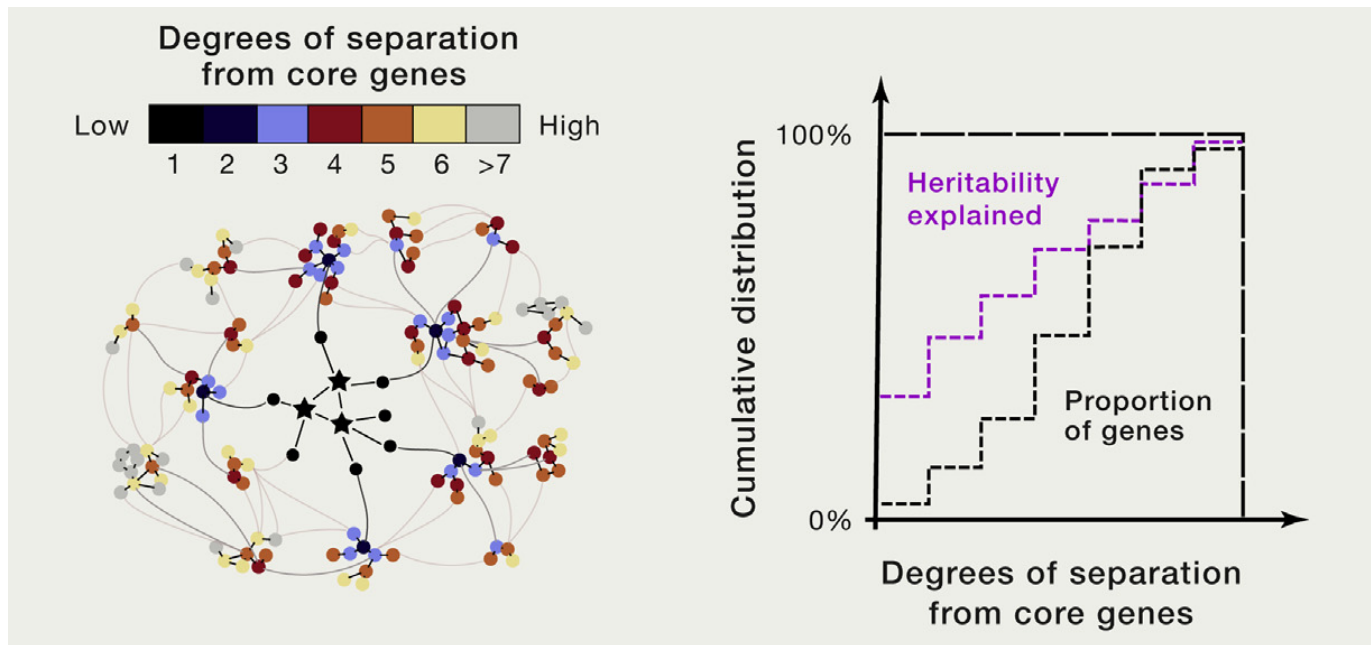 Degrees of separation
from core genes
Low
High
1 2 3 4 5 6 >7
100%
Heritability
explained
Cumulative distribution
Proportion
of genes
0%
Degrees of separation
from core genes